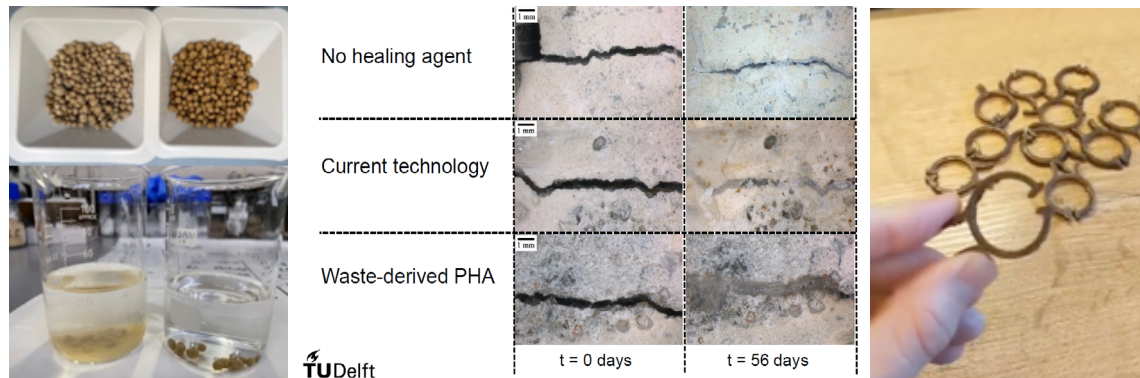 No healing agent
1 mm
Current technology
1 mm
Waste-derived PHA
1 mm
t = 0 days
t = 56 days
TUDelft